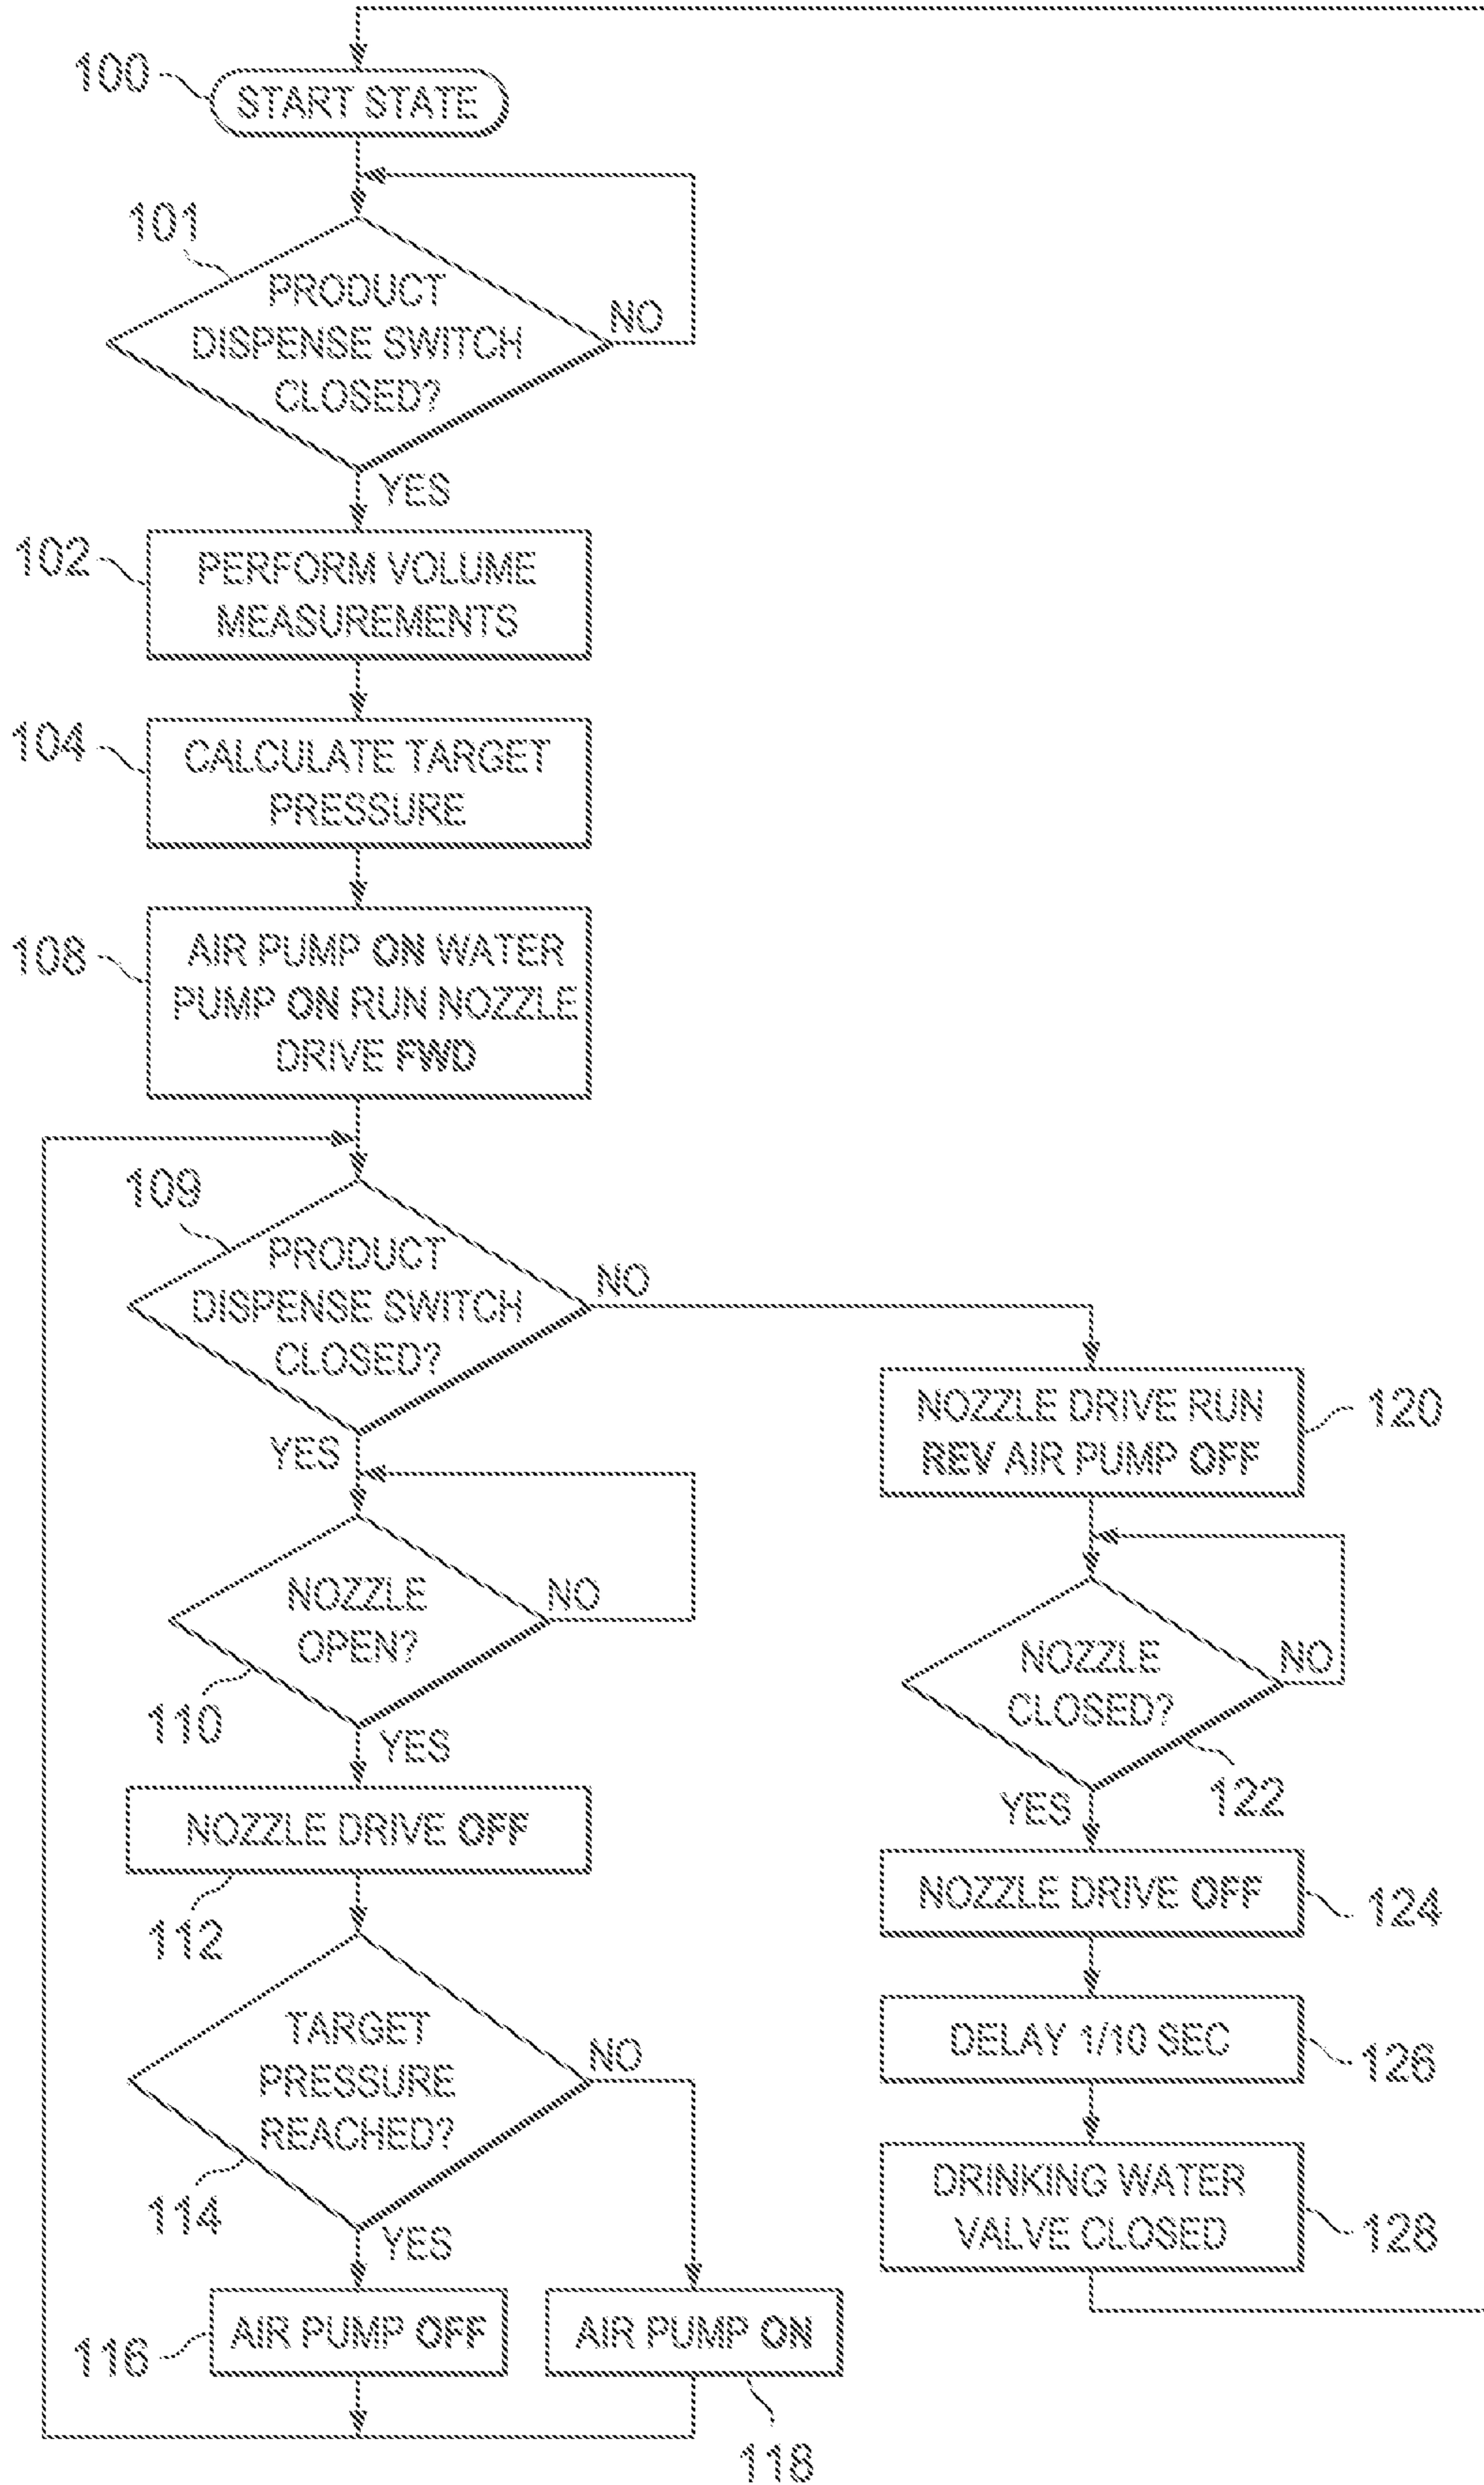 100
START STATE
101
PRODUCT
DISPENSE SWITCH
CLOSED?
NO
YES
102
PERFORM VOLUME
MEASUREMENTS
104
CALCULATE TARGET
PRESSURE
108
AIR PUMP ON WATER
PUMP ON RUN NOZZLE
DRIVE FWD
109
PRODUCT
DISPENSE SWITCH
CLOSED?
NO
YES
NOZZLE
OPEN?
NO
110
YES
NOZZLE DRIVE OFF
112
TARGET
PRESSURE
REACHED?
NO
114
YES
116
AIR PUMP OFF
AIR PUMP ON
118
NOZZLE DRIVE RUN
REV AIR PUMP OFF
120
NOZZLE
CLOSED?
NO
122
YES
NOZZLE DRIVE OFF
124
DELAY 1/10 SEC
126
DRINKING WATER
VALVE CLOSED
128